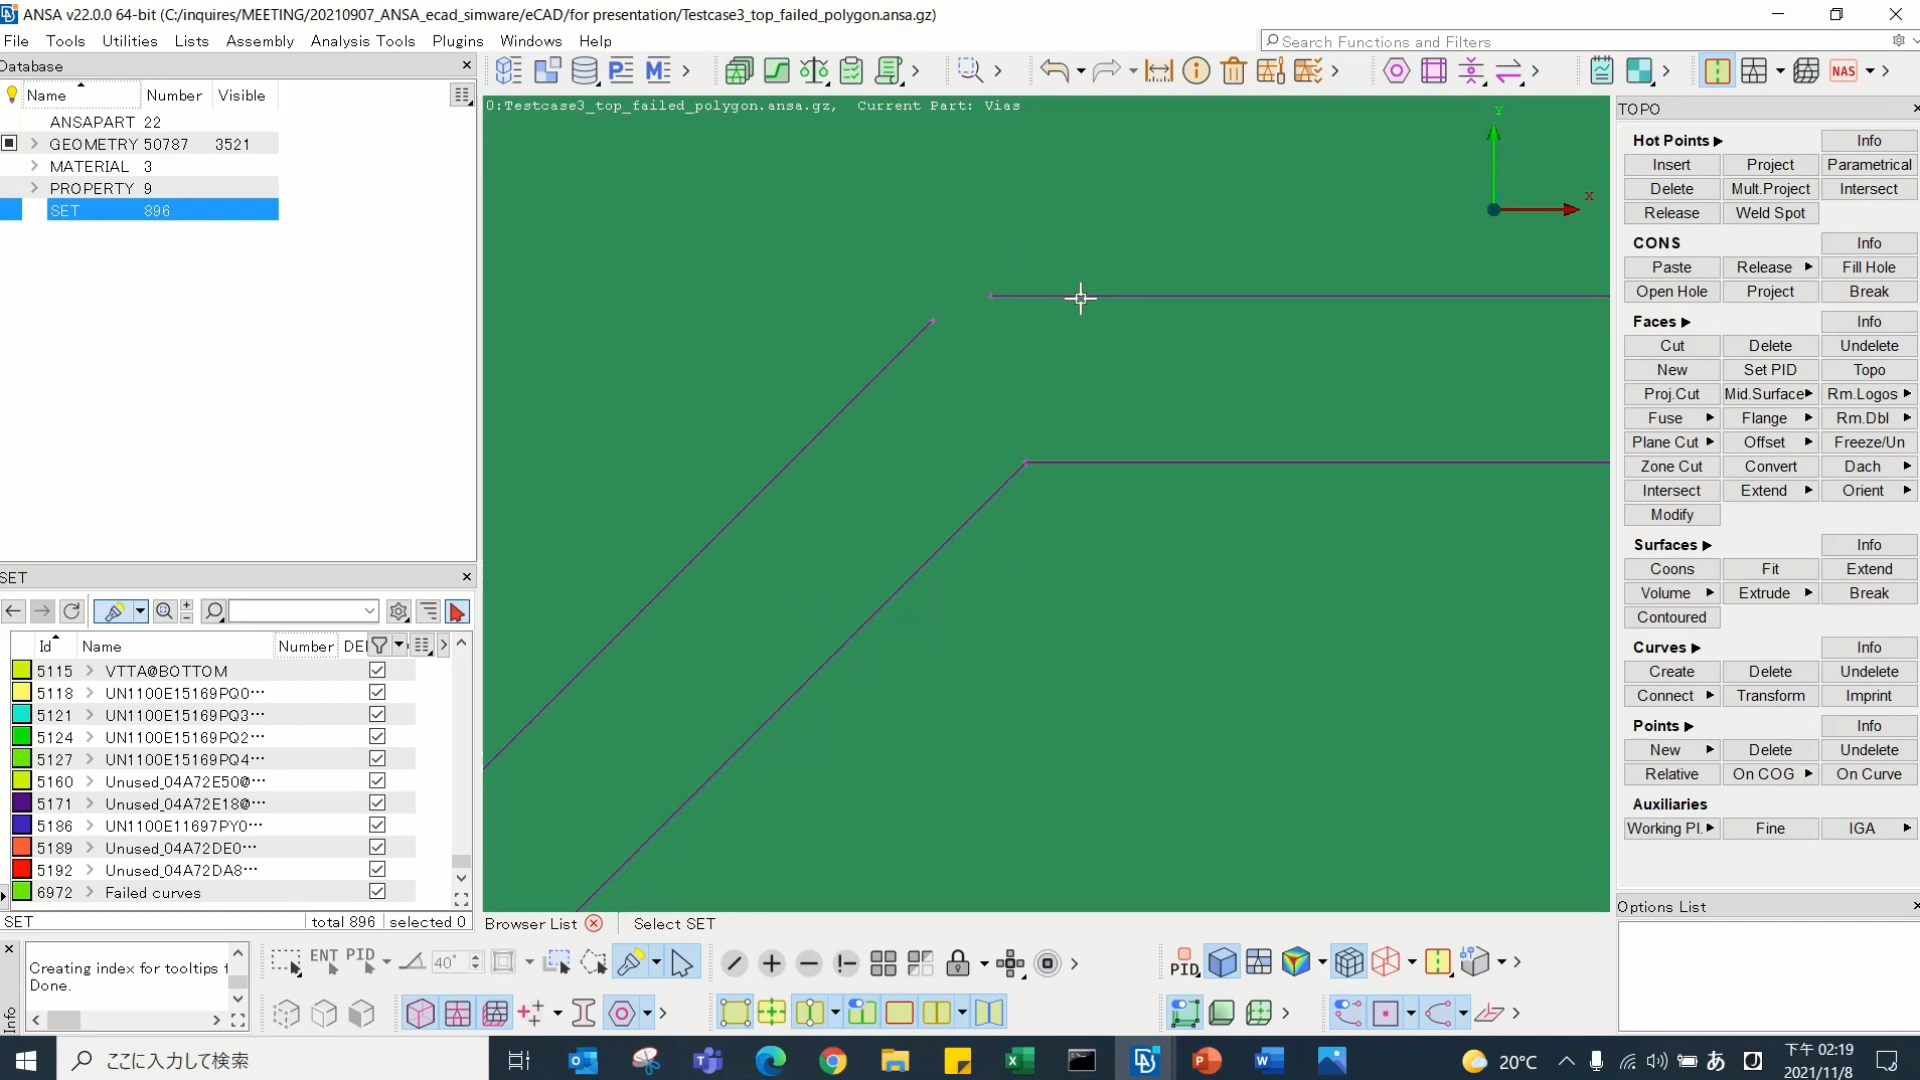 ANSA v22.0.0 64-bit (C:/inquires/MEETING/20210907_ANSA_ecad_simware/eCAD/for presentation/Testcase3_top_failed_polygon.ansa.gz)
File Tools Utilities Lists Assembly Analysis Tools Plugins Windows Help
Search Functions and Filters
Database
Name Number Visible
ANSAPART 22
GEOMETRY 50787 3521
MATERIAL 3
PROPERTY 9
SET 896
NAS
0:Testcase3_top_failed_polygon.ansa.gz, Current Part: Vias
Y
X
SET
Id Name Number
5115 VTTA@BOTTOM
5118 UN1100E15169PQ0…
5121 UN1100E15169PQ3…
5124 UN1100E15169PQ2…
5127 UN1100E15169PQ4…
5160 Unused_04A72E50@…
5171 Unused_04A72E18@…
5186 UN1100E11697PY0…
5189 Unused_04A72DE0…
5192 Unused_04A72DA8…
6972 Failed curves
SET total 896 selected 0
Browser List Select SET
TOPO
Hot Points Info
Insert Project Parametrical
Delete Mult.Project Intersect
Release Weld Spot
CONS Info
Paste Release Fill Hole
Open Hole Project Break
Faces Info
Cut Delete Undelete
New Set PID Topo
Proj.Cut Mid.Surface Rm.Logos
Fuse Flange Rm.Dbl
Plane Cut Offset Freeze/Un
Zone Cut Convert Dach
Intersect Extend Orient
Modify
Surfaces Info
Coons Fit Extend
Volume Extrude Break
Contoured
Curves Info
Create Delete Undelete
Connect Transform Imprint
Points Info
New Delete Undelete
Relative On COG On Curve
Auxiliaries
Working Pl. Fine IGA
Options List
Info
Creating index for tooltips
Done.
ENT PID 40°
PID
ここに入力して検索
20°C あ 下午 02:19
2021/11/8